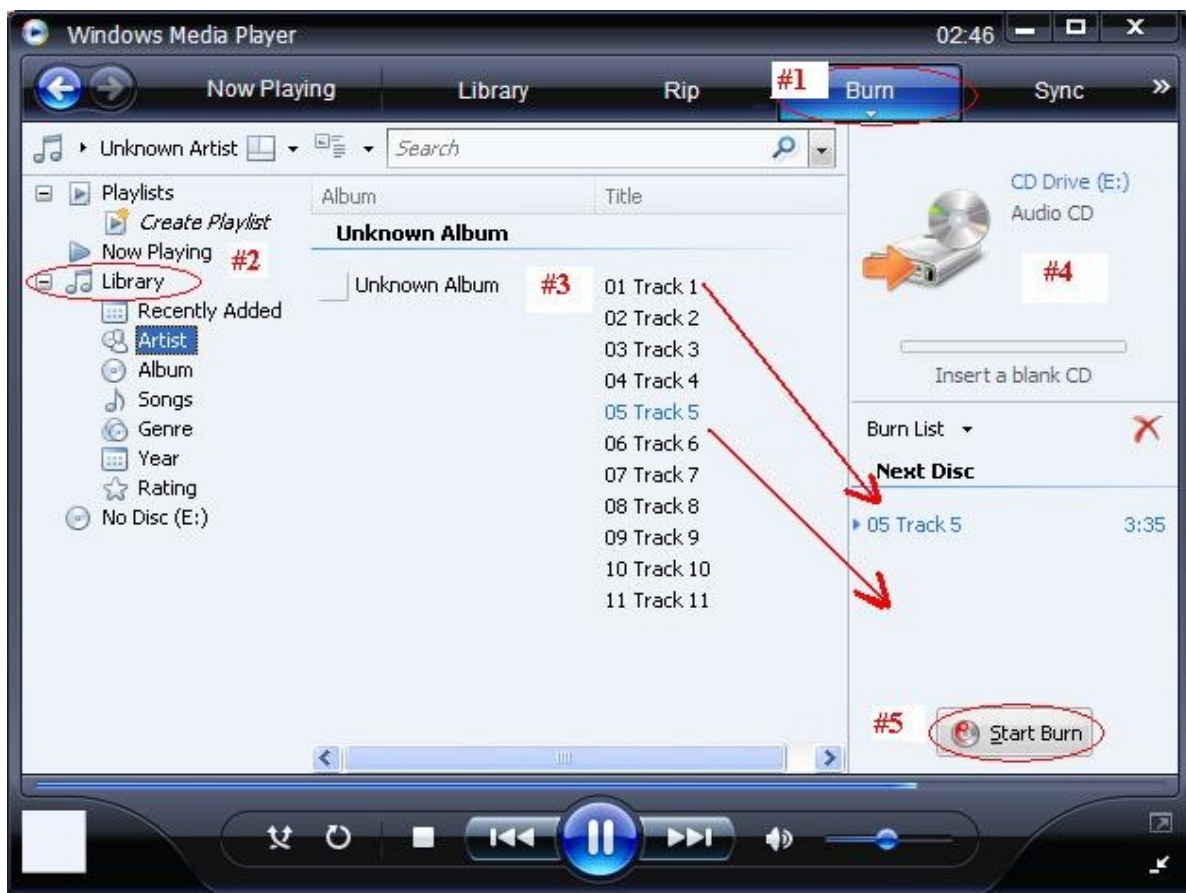 Windows Media Player 02:46
Now Playing Library Rip #1 Burn Sync »
Unknown Artist Search
Playlists
Create Playlist
Now Playing
#2
Library
Recently Added
Artist
Album
Songs
Genre
Year
Rating
No Disc (E:)
Album Title
Unknown Album
Unknown Album #3
01 Track 1
02 Track 2
03 Track 3
04 Track 4
05 Track 5
06 Track 6
07 Track 7
08 Track 8
09 Track 9
10 Track 10
11 Track 11
CD Drive (E:)
Audio CD
#4
Insert a blank CD
Burn List
Next Disc
05 Track 5 3:35
#5 Start Burn